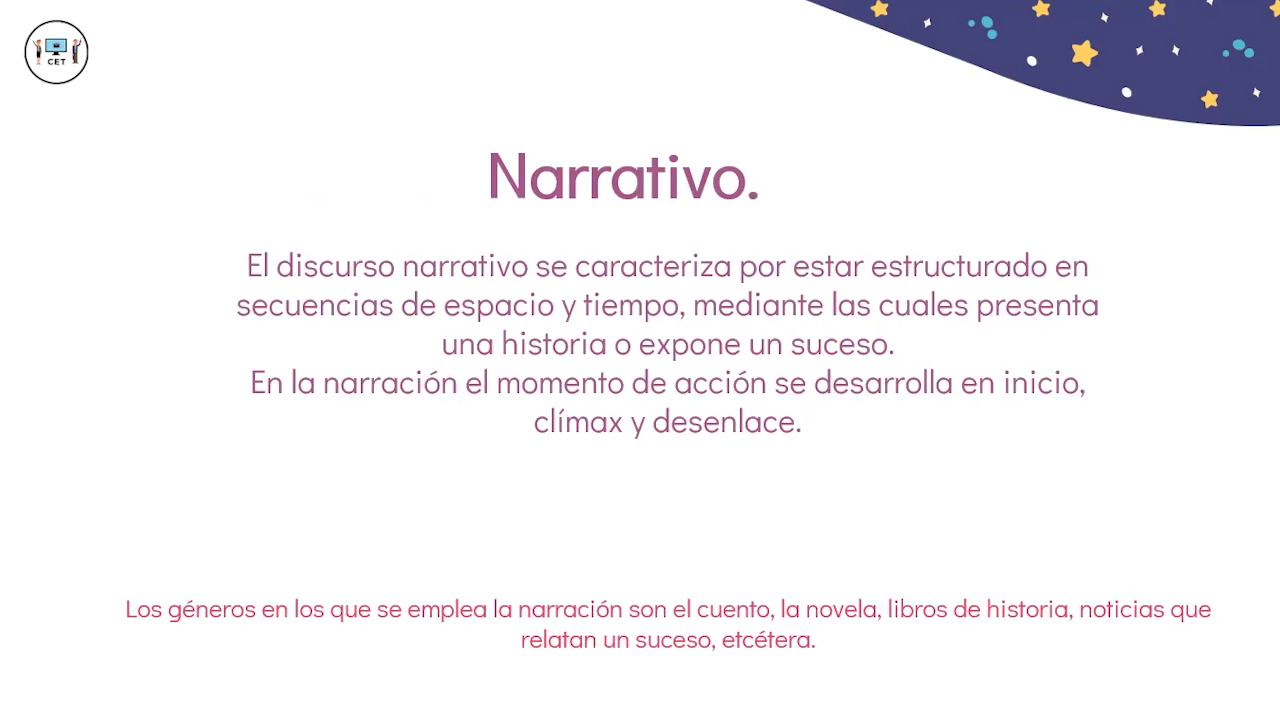 CET
Narrativo.
El discurso narrativo se caracteriza por estar estructurado en
secuencias de espacio y tiempo, mediante las cuales presenta
una historia o expone un suceso.
En la narración el momento de acción se desarrolla en inicio,
clímax y desenlace.
Los géneros en los que se emplea la narración son el cuento, la novela, libros de historia, noticias que
relatan un suceso, etcétera.